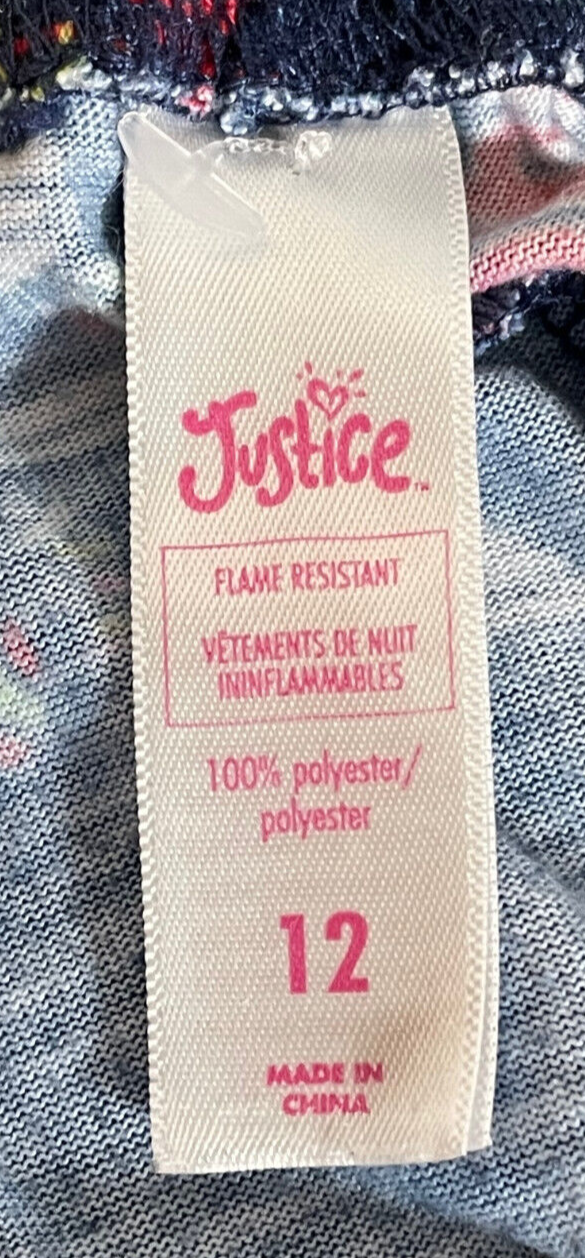 Justice™
FLAME RESISTANT
VÊTEMENTS DE NUIT
ININFLAMMABLES
100% polyester/
polyester
12
MADE IN
CHINA